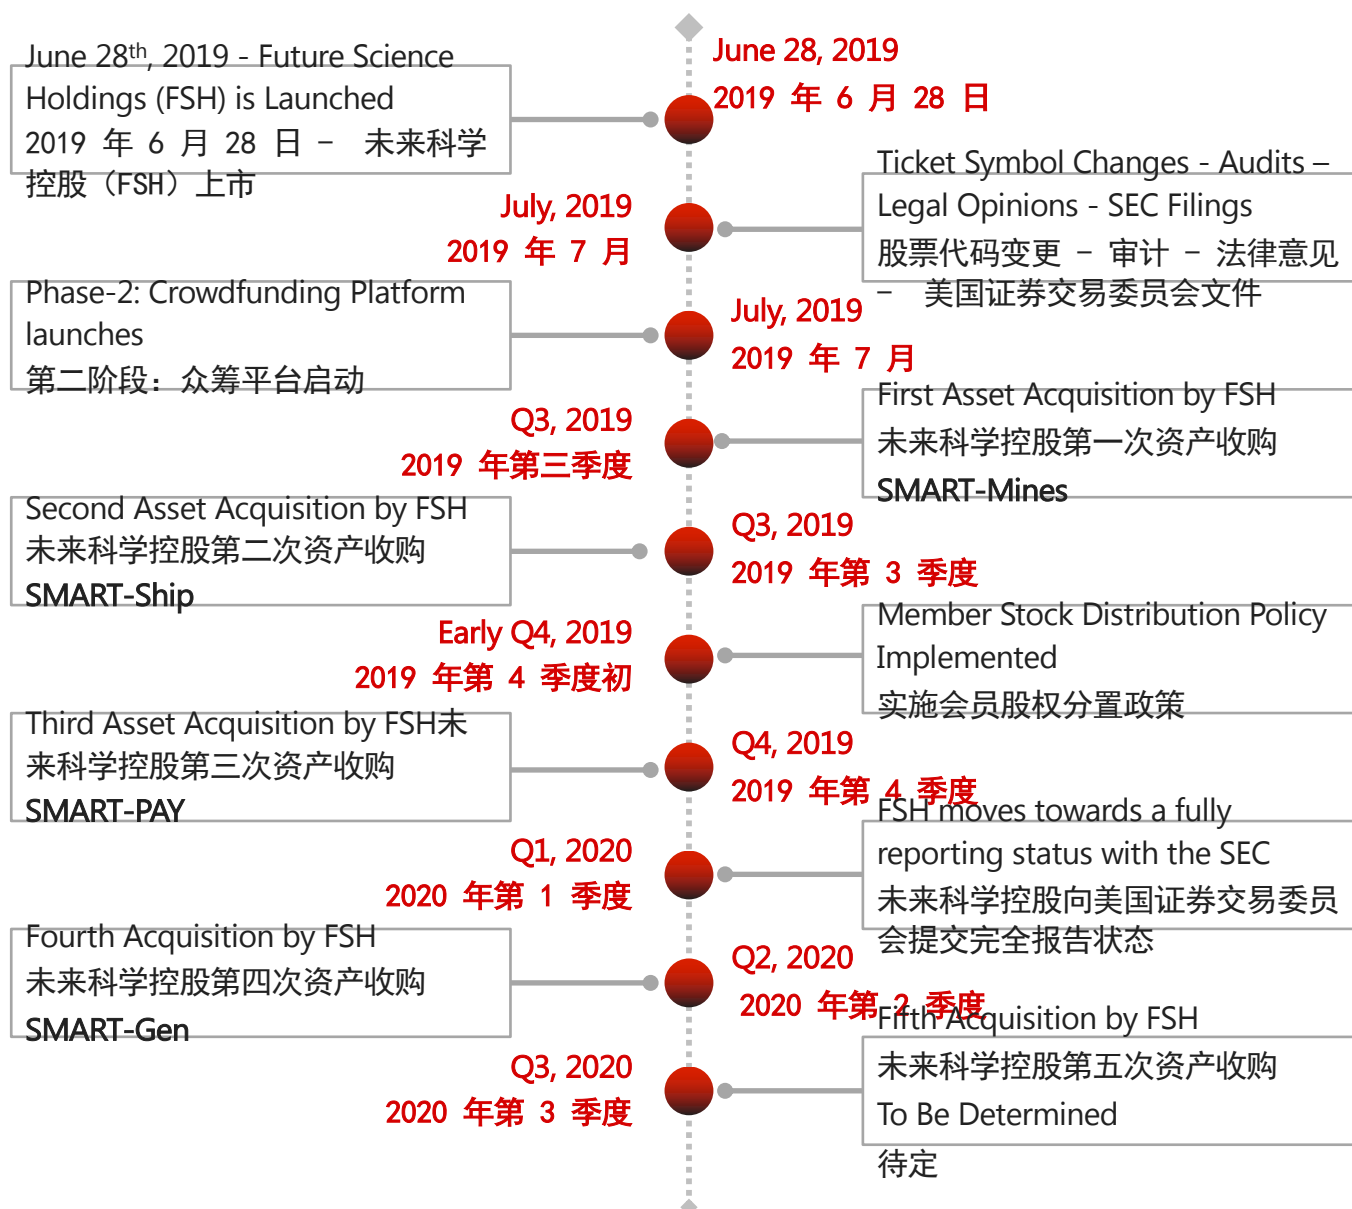 June 28th, 2019 - Future Science
Holdings (FSH) is Launched
2019 年 6 月 28 日 – 未来科学
控股（FSH）上市
June 28, 2019
2019 年 6 月 28 日
July, 2019
2019 年 7 月
Ticket Symbol Changes - Audits –
Legal Opinions - SEC Filings
股票代码变更 – 审计 – 法律意见
– 美国证券交易委员会文件
Phase-2: Crowdfunding Platform
launches
第二阶段：众筹平台启动
July, 2019
2019 年 7 月
Q3, 2019
2019 年第三季度
First Asset Acquisition by FSH
未来科学控股第一次资产收购
SMART-Mines
Second Asset Acquisition by FSH
未来科学控股第二次资产收购
SMART-Ship
Q3, 2019
2019 年第 3 季度
Early Q4, 2019
2019 年第 4 季度初
Member Stock Distribution Policy
Implemented
实施会员股权分置政策
Third Asset Acquisition by FSH未
来科学控股第三次资产收购
SMART-PAY
Q4, 2019
2019 年第 4 季度
Q1, 2020
2020 年第 1 季度
FSH moves towards a fully
reporting status with the SEC
未来科学控股向美国证券交易委员
会提交完全报告状态
Fourth Acquisition by FSH
未来科学控股第四次资产收购
SMART-Gen
Q2, 2020
2020 年第 2 季度
Q3, 2020
2020 年第 3 季度
Fifth Acquisition by FSH
未来科学控股第五次资产收购
To Be Determined
待定